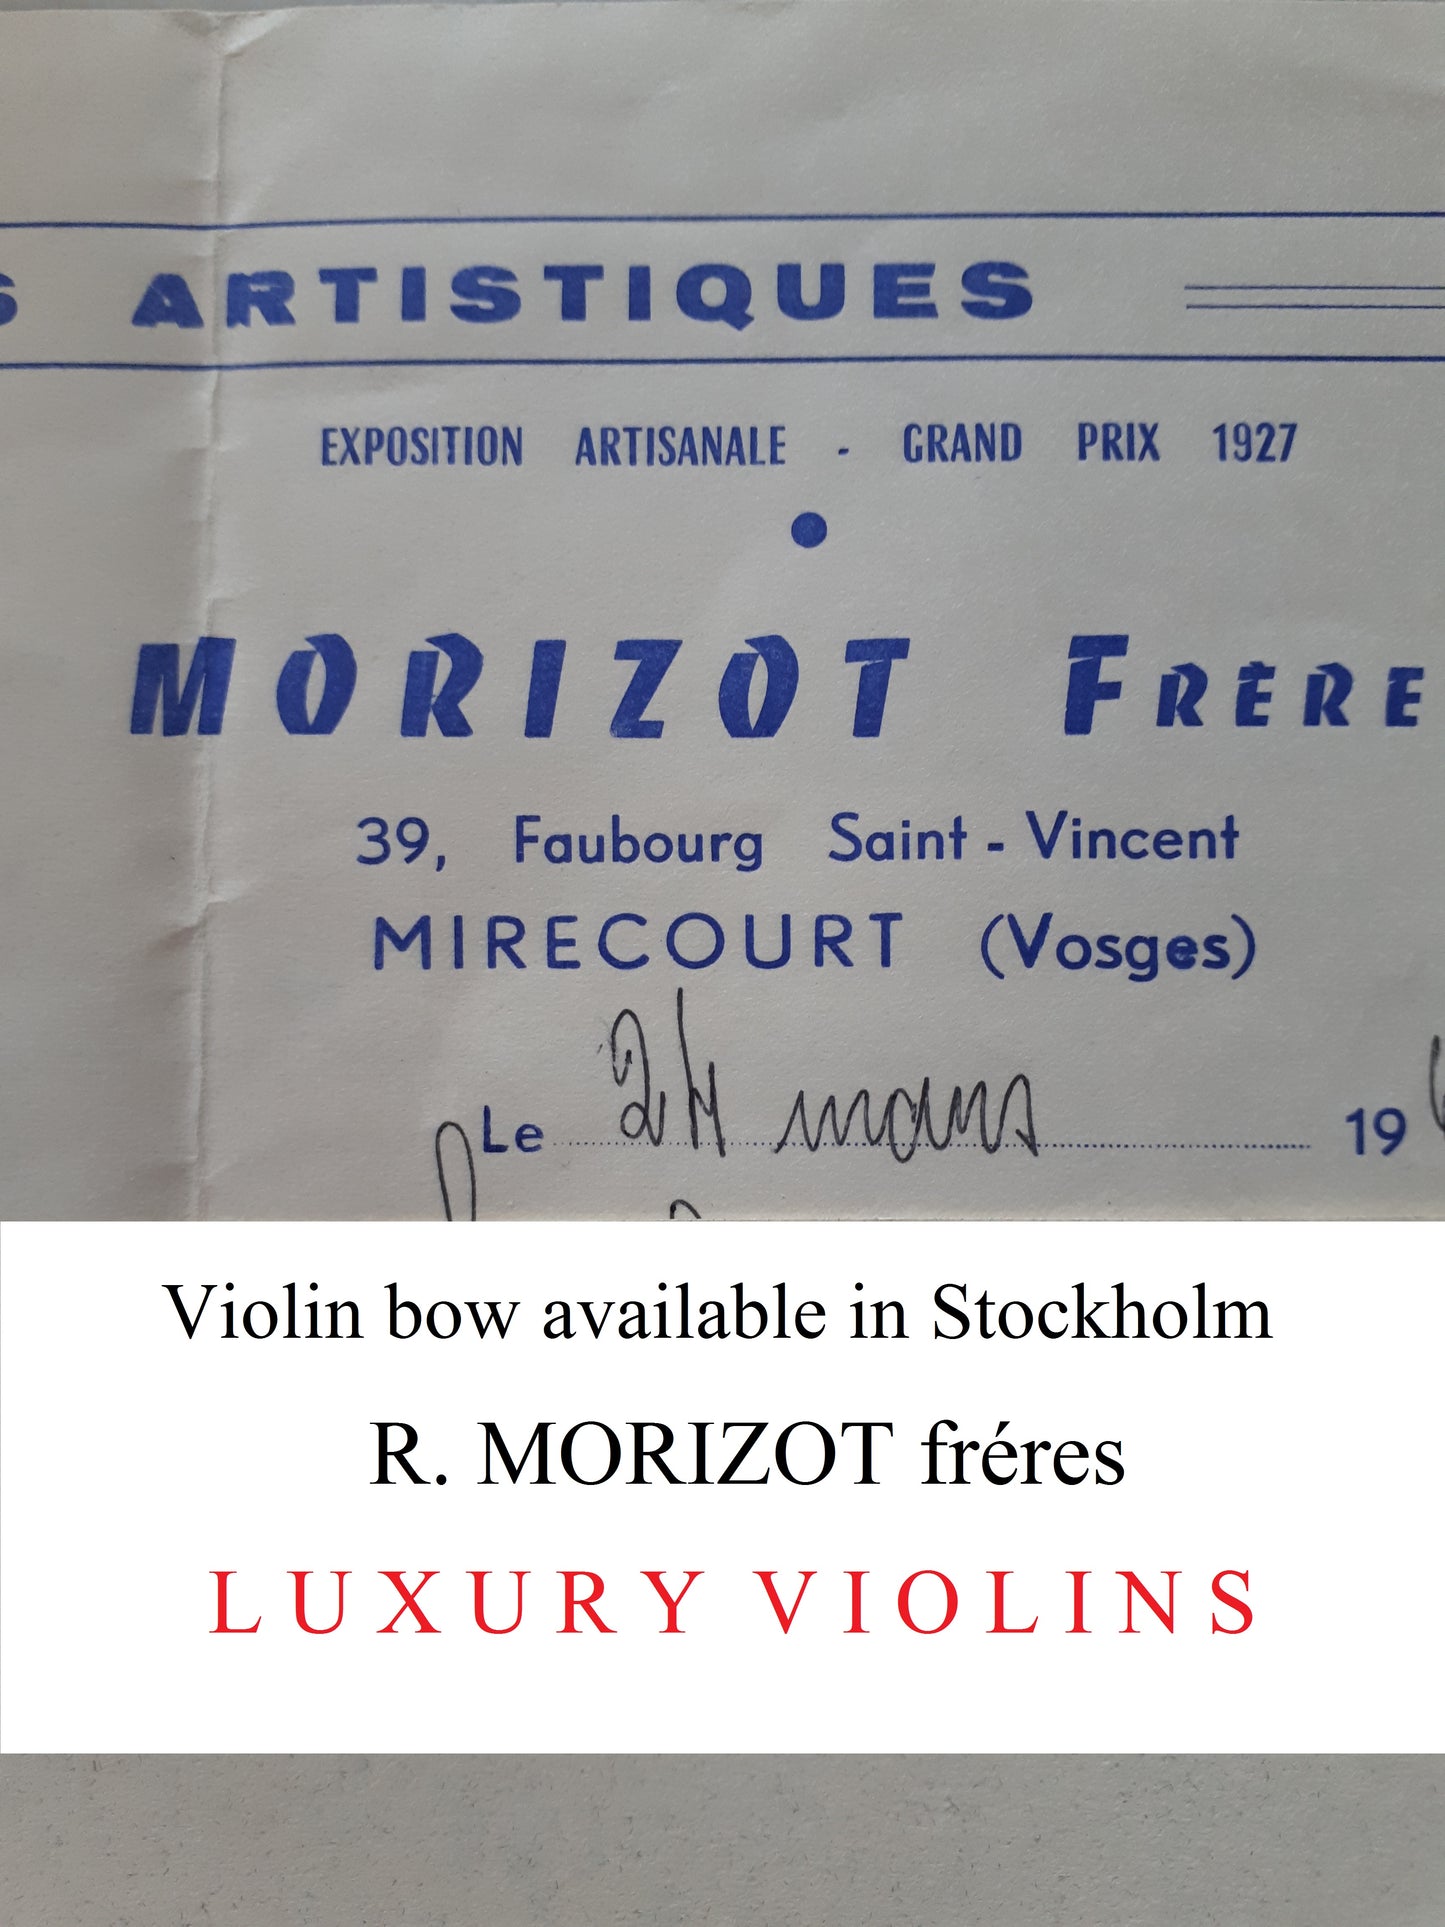 S ARTISTIQUES
EXPOSITION ARTISANALE - GRAND PRIX 1927
MORIZOT FRÈRE
39, Faubourg Saint-Vincent
MIRECOURT (Vosges)
Le 24 mars 19
Violin bow available in Stockholm
R. MORIZOT fréres
LUXURY VIOLINS